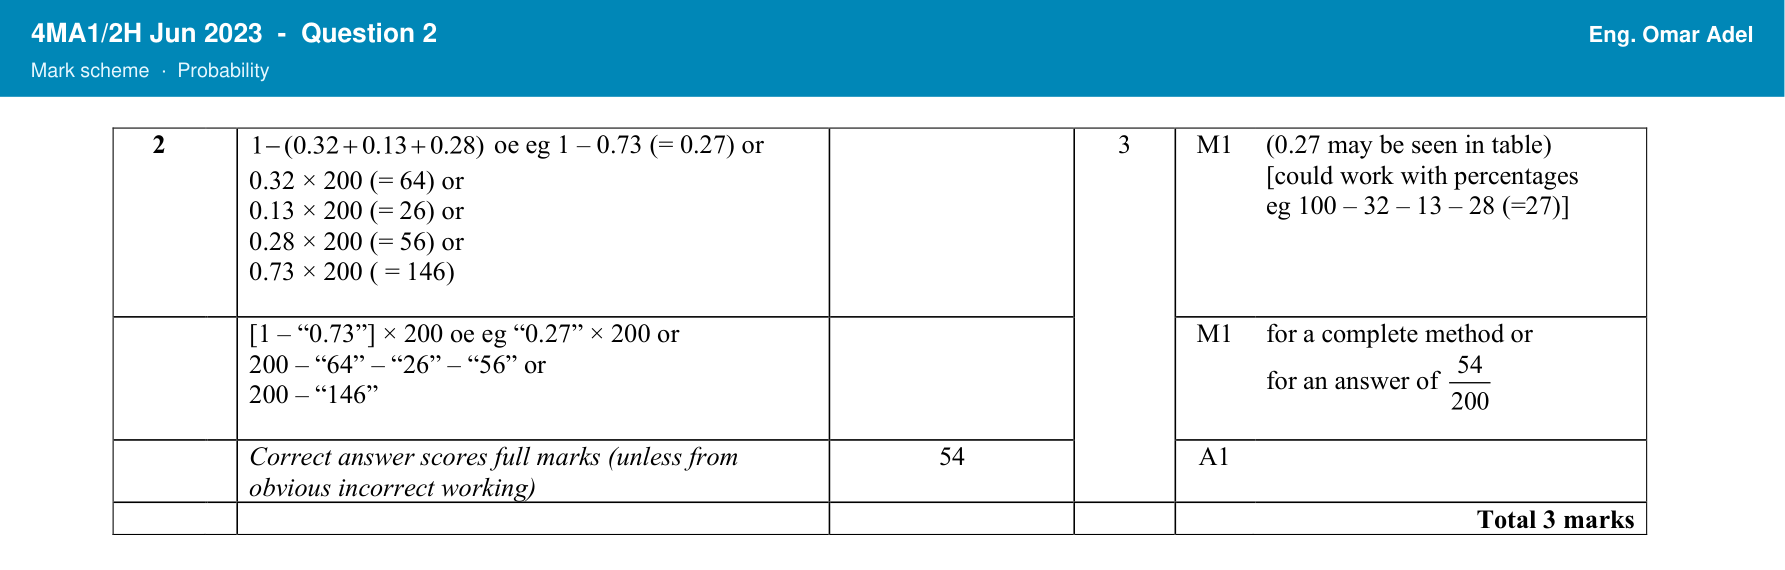 4MA1/2H Jun 2023 - Question 2
Eng. Omar Adel
Mark scheme · Probability
2
1−(0.32+0.13+0.28) oe eg 1 – 0.73 (= 0.27) or
0.32 × 200 (= 64) or
0.13 × 200 (= 26) or
0.28 × 200 (= 56) or
0.73 × 200 ( = 146)
3
M1 (0.27 may be seen in table)
[could work with percentages
eg 100 – 32 – 13 – 28 (=27)]
[1 – “0.73”] × 200 oe eg “0.27” × 200 or
200 – “64” – “26” – “56” or
200 – “146”
M1 for a complete method or
for an answer of 54/200
Correct answer scores full marks (unless from
obvious incorrect working)
54
A1
Total 3 marks